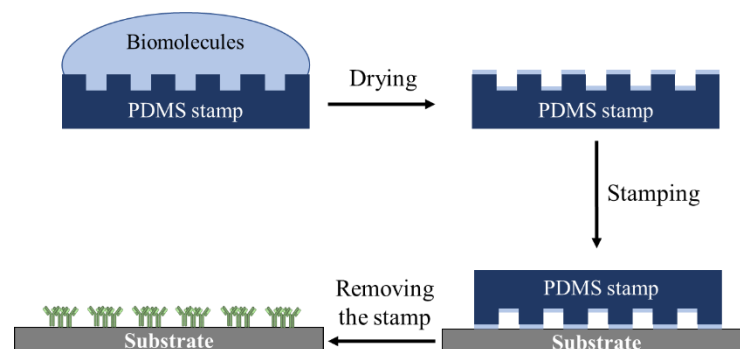 Biomolecules
PDMS stamp
Drying
PDMS stamp
Stamping
PDMS stamp
Substrate
Removing
the stamp
Substrate